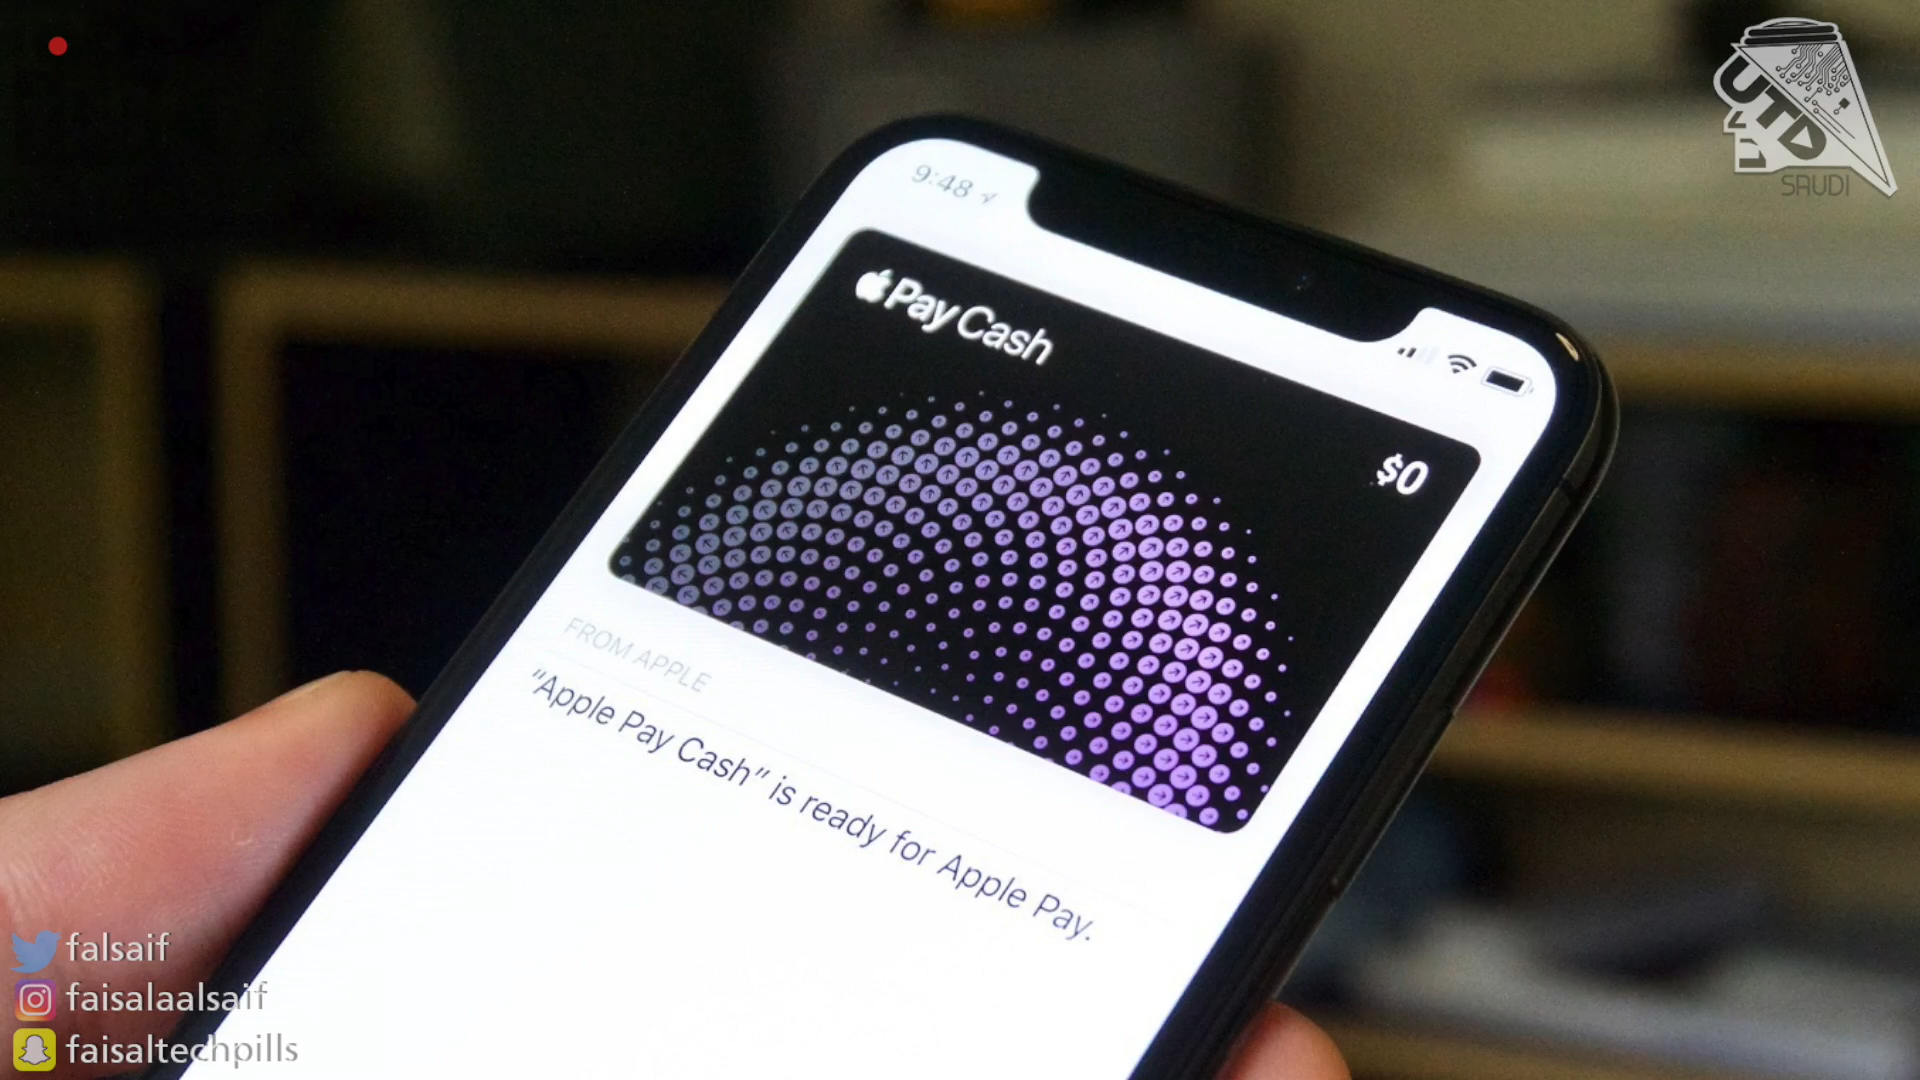 9:48
Pay Cash
$0
FROM APPLE
"Apple Pay Cash" is ready for Apple Pay.
UTD
SAUDI
falsaif
faisalaalsaif
faisaltechpills